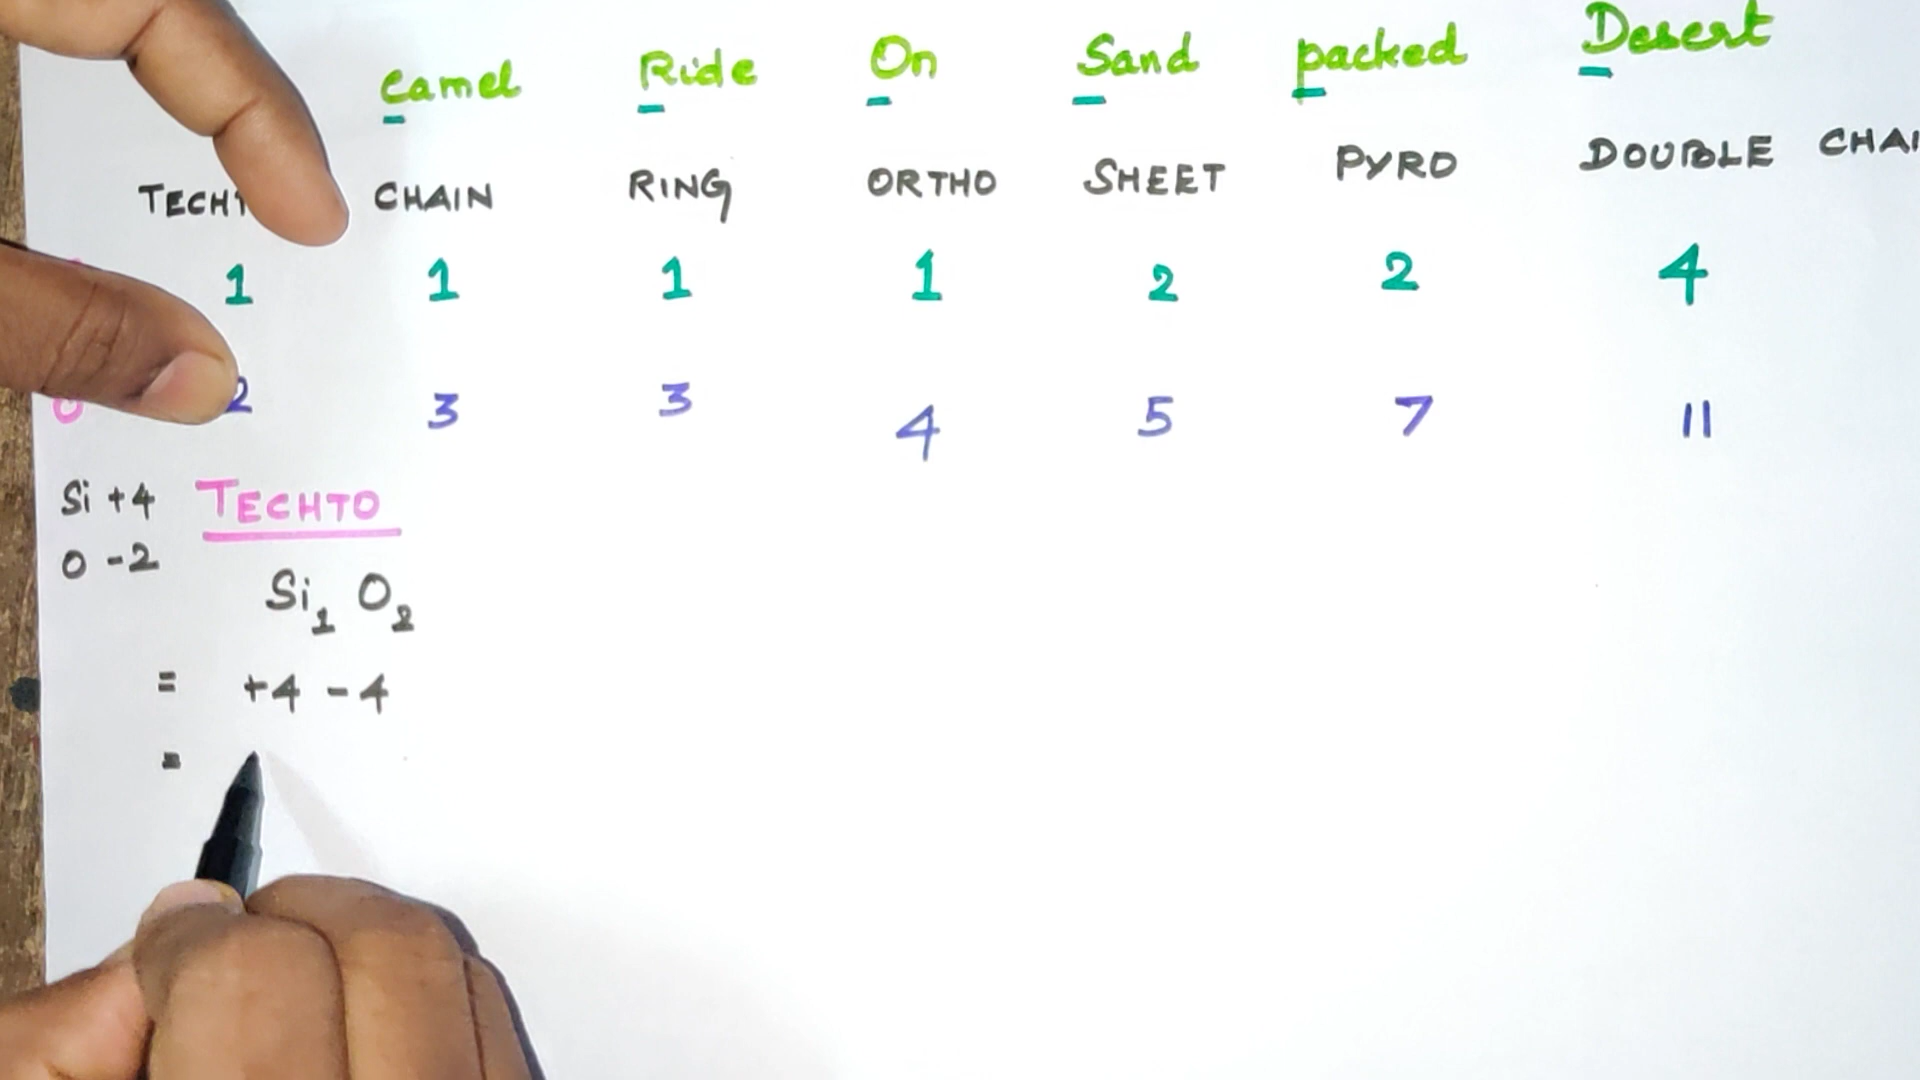 Camel Ride On Sand packed Desert
CHAIN RING ORTHO SHEET PYRO DOUBLE
1 1 1 1 2 2 4
2 3 3 4 5 7 11
Si +4 TECHTO
O -2
Si1 O2
= +4 -4
=